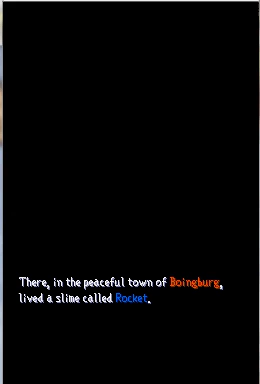 There, in the peaceful town of Boingburg,
lived a slime called Rocket.